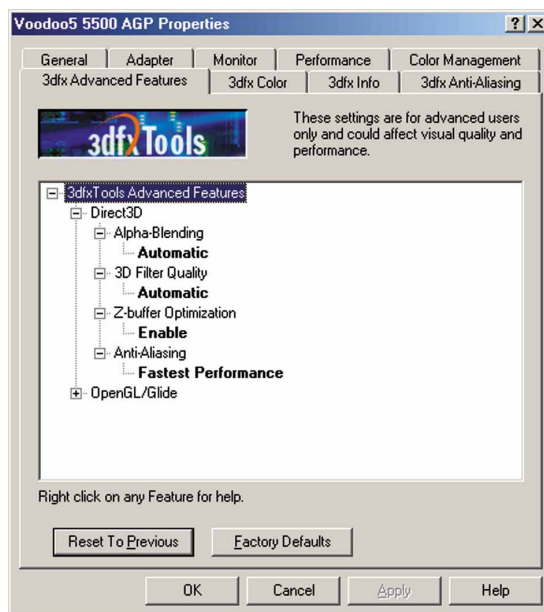 Voodoo5 5500 AGP Properties
General Adapter Monitor Performance Color Management
3dfx Advanced Features 3dfx Color 3dfx Info 3dfx Anti-Aliasing
3dfx Tools
These settings are for advanced users
only and could affect visual quality and
performance.
3dfxTools Advanced Features
Direct3D
Alpha-Blending
Automatic
3D Filter Quality
Automatic
Z-buffer Optimization
Enable
Anti-Aliasing
Fastest Performance
OpenGL/Glide
Right click on any Feature for help.
Reset To Previous Factory Defaults
OK Cancel Apply Help